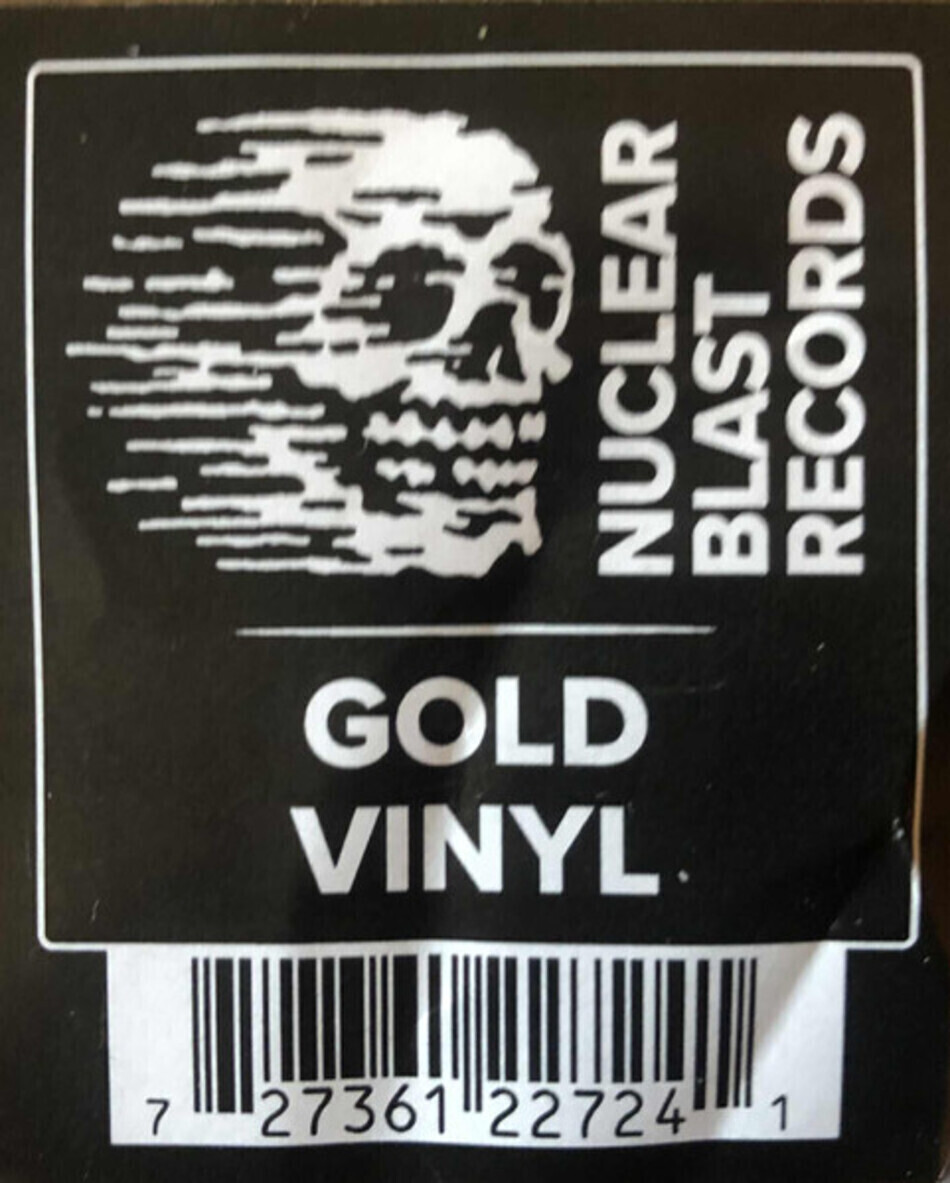 NUCLEAR
BLAST
RECORDS
GOLD
VINYL
7 27361 22724 1